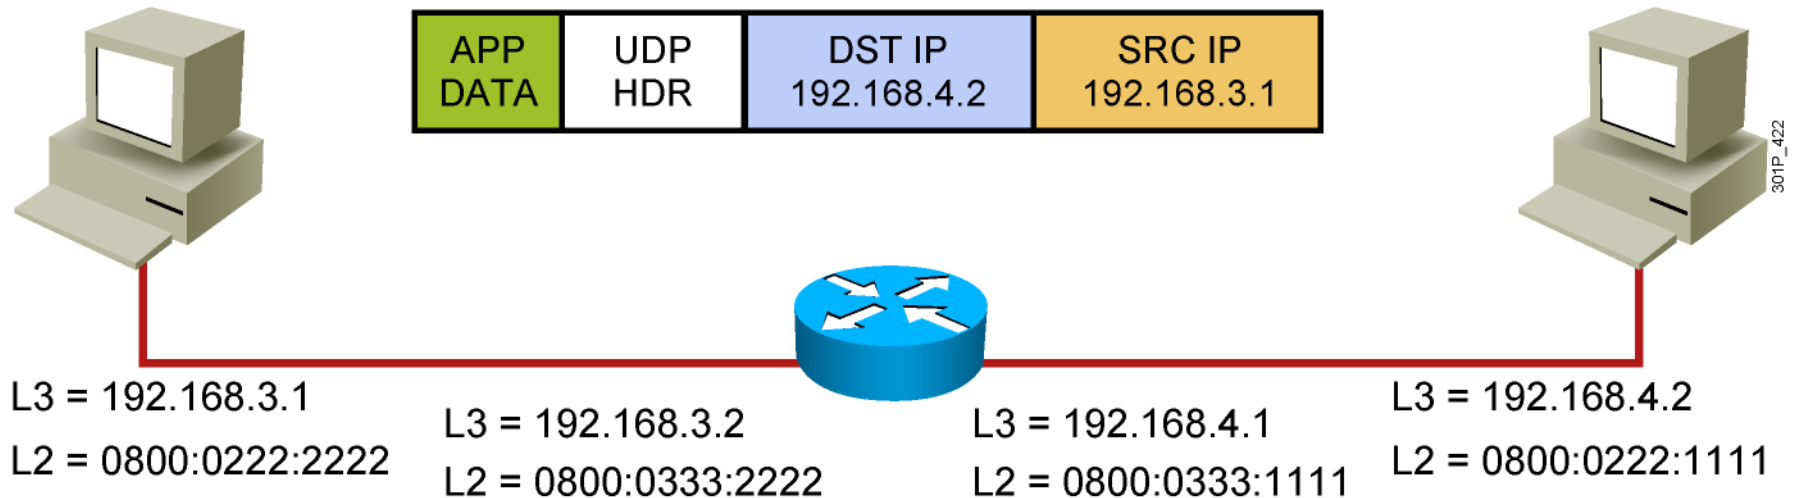 APP DATA
UDP HDR
DST IP
192.168.4.2
SRC IP
192.168.3.1
301P_422
L3 = 192.168.3.1
L2 = 0800:0222:2222
L3 = 192.168.3.2
L2 = 0800:0333:2222
L3 = 192.168.4.1
L2 = 0800:0333:1111
L3 = 192.168.4.2
L2 = 0800:0222:1111